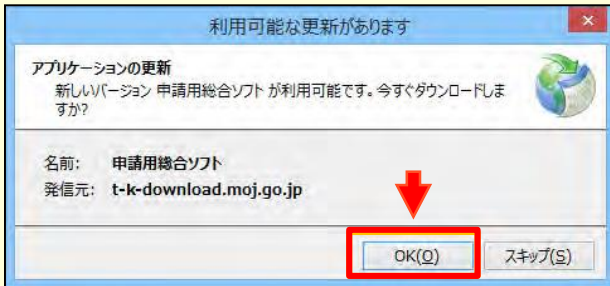 利用可能な更新があります
アプリケーションの更新
新しいバージョン 申請用総合ソフト が利用可能です。今すぐダウンロードしま
すか?
名前: 申請用総合ソフト
発信元: t-k-download.moj.go.jp
OK(O) スキップ(S)